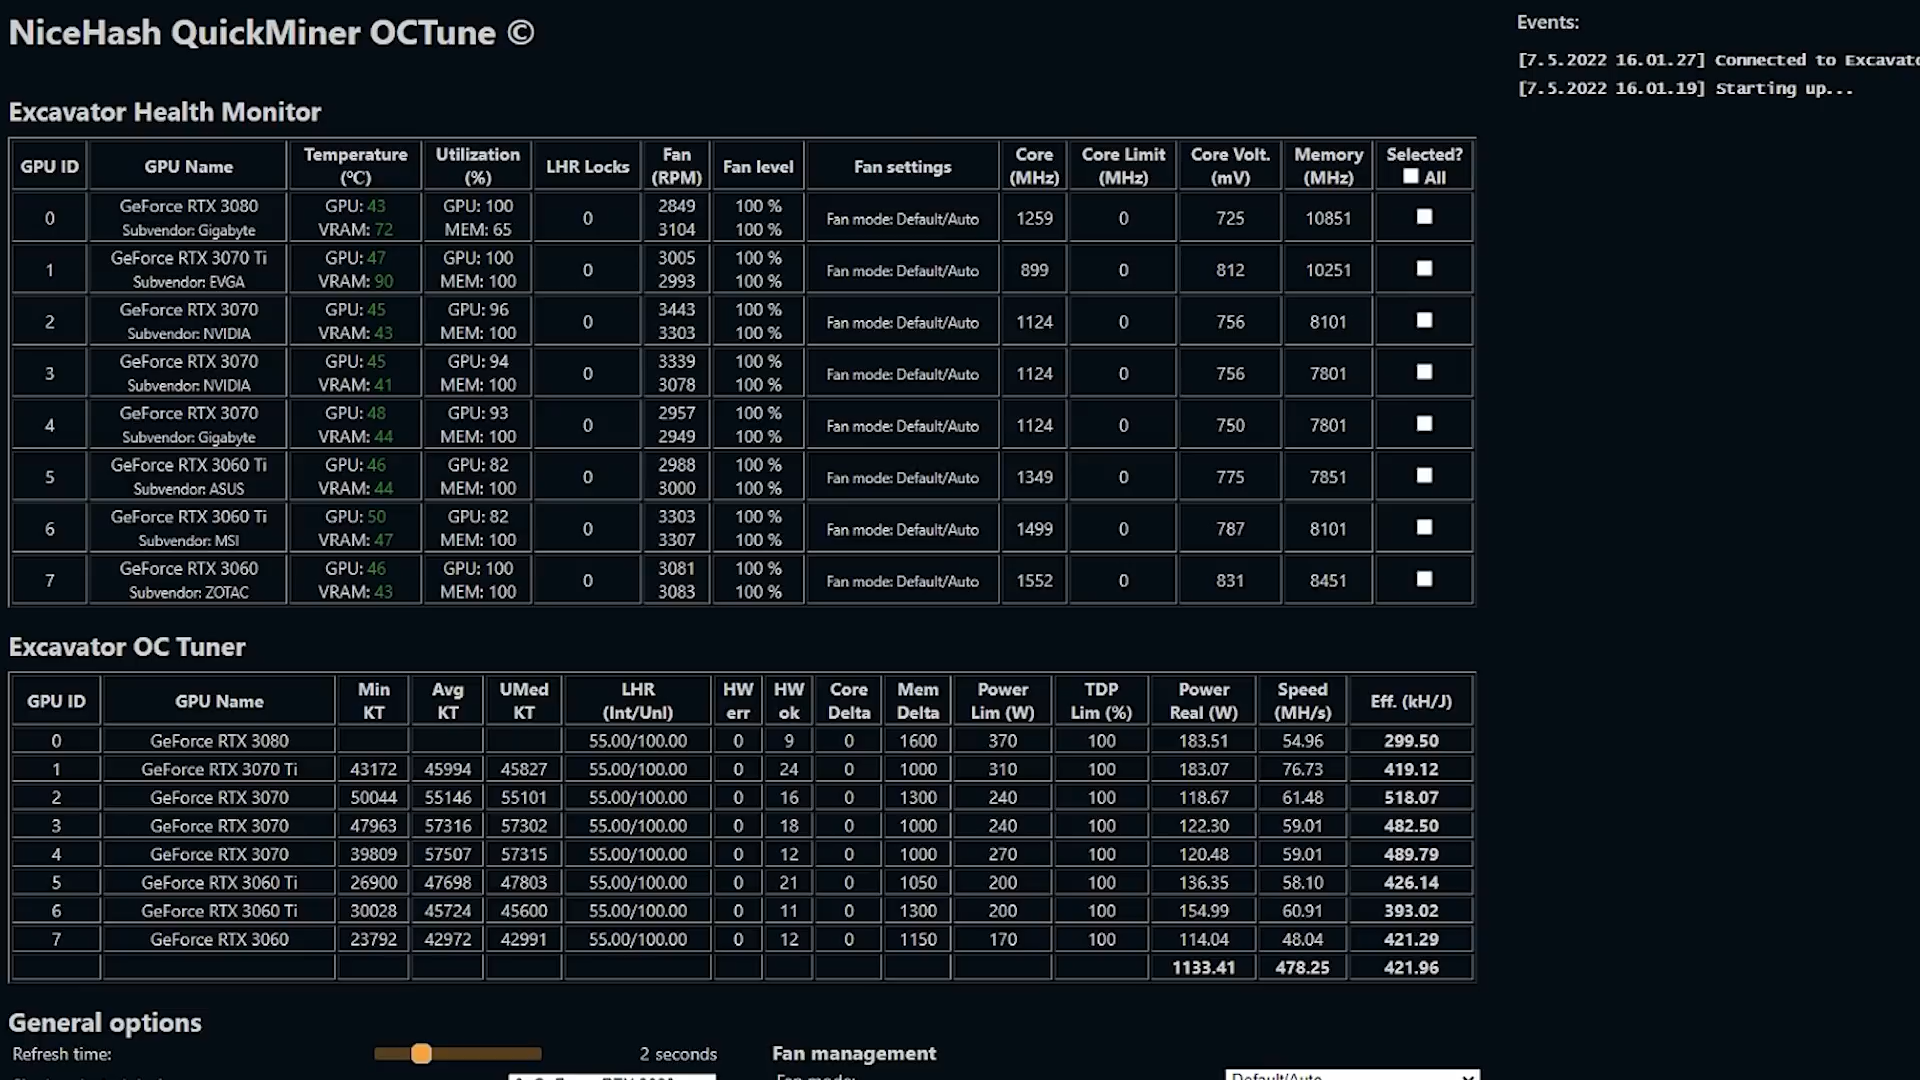 NiceHash QuickMiner OCTune ©
Events:
[7.5.2022 16.01.27] Connected to
[7.5.2022 16.01.19] Starting up...
Excavator Health Monitor
GPU ID GPU Name Temperature (°C) Utilization (%) LHR Locks Fan (RPM) Fan level Fan settings Core (MHz) Core Limit (MHz) Core Volt. (mV) Memory (MHz) Selected? All
0 GeForce RTX 3080 Subvendor: Gigabyte GPU: 43 VRAM: 72 GPU: 100 MEM: 65 0 2849 3104 100 % 100 % Fan mode: Default/Auto 1259 0 725 10851
1 GeForce RTX 3070 Ti Subvendor: EVGA GPU: 47 VRAM: 90 GPU: 100 MEM: 100 0 3005 2993 100 % 100 % Fan mode: Default/Auto 899 0 812 10251
2 GeForce RTX 3070 Subvendor: NVIDIA GPU: 45 VRAM: 43 GPU: 96 MEM: 100 0 3443 3303 100 % 100 % Fan mode: Default/Auto 1124 0 756 8101
3 GeForce RTX 3070 Subvendor: NVIDIA GPU: 45 VRAM: 41 GPU: 94 MEM: 100 0 3339 3078 100 % 100 % Fan mode: Default/Auto 1124 0 756 7801
4 GeForce RTX 3070 Subvendor: Gigabyte GPU: 48 VRAM: 44 GPU: 93 MEM: 100 0 2957 2949 100 % 100 % Fan mode: Default/Auto 1124 0 750 7801
5 GeForce RTX 3060 Ti Subvendor: ASUS GPU: 46 VRAM: 44 GPU: 82 MEM: 100 0 2988 3000 100 % 100 % Fan mode: Default/Auto 1349 0 775 7851
6 GeForce RTX 3060 Ti Subvendor: MSI GPU: 50 VRAM: 47 GPU: 82 MEM: 100 0 3303 3307 100 % 100 % Fan mode: Default/Auto 1499 0 787 8101
7 GeForce RTX 3060 Subvendor: ZOTAC GPU: 46 VRAM: 43 GPU: 100 MEM: 100 0 3081 3083 100 % 100 % Fan mode: Default/Auto 1552 0 831 8451
Excavator OC Tuner
GPU ID GPU Name Min KT Avg KT UMed KT LHR (Int/Unl) HW err HW ok Core Delta Mem Delta Power Lim (W) TDP Lim (%) Power Real (W) Speed (MH/s) Eff. (kH/J)
0 GeForce RTX 3080 55.00/100.00 0 9 0 1600 370 100 183.51 54.96 299.50
1 GeForce RTX 3070 Ti 43172 45994 45827 55.00/100.00 0 24 0 1000 310 100 183.07 76.73 419.12
2 GeForce RTX 3070 50044 55146 55101 55.00/100.00 0 16 0 1300 240 100 118.67 61.48 518.07
3 GeForce RTX 3070 47963 57316 57302 55.00/100.00 0 18 0 1000 240 100 122.30 59.01 482.50
4 GeForce RTX 3070 39809 57507 57315 55.00/100.00 0 12 0 1000 270 100 120.48 59.01 489.79
5 GeForce RTX 3060 Ti 26900 47698 47803 55.00/100.00 0 21 0 1050 200 100 136.35 58.10 426.14
6 GeForce RTX 3060 Ti 30028 45724 45600 55.00/100.00 0 11 0 1300 200 100 154.99 60.91 393.02
7 GeForce RTX 3060 23792 42972 42991 55.00/100.00 0 12 0 1150 170 100 114.04 48.04 421.29
1133.41 478.25 421.96
General options
Refresh time: 2 seconds
Fan management